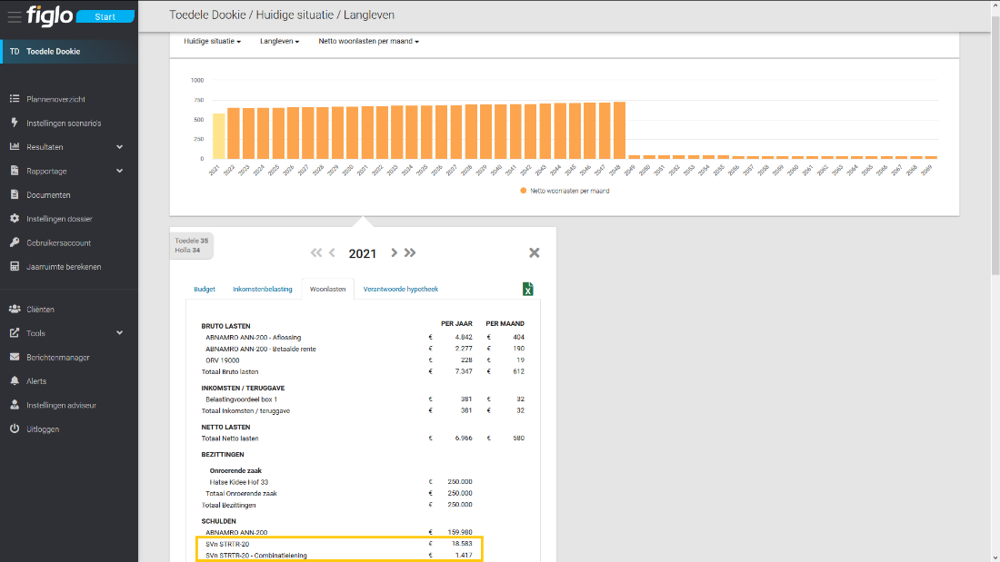 figlo Start
Toedele Dookie / Huidige situatie / Langleven
TD Toedele Dookie
Plannenoverzicht
Instellingen scenario's
Resultaten
Rapportage
Documenten
Instellingen dossier
Gebruikersaccount
Jaarruimte berekenen
Cliënten
Tools
Berichtenmanager
Alerts
Instellingen adviseur
Uitloggen
Huidige situatie Langleven Netto woonlasten per maand
1000
750
500
250
0
2021 2022 2023 2024 2025 2026 2027 2028 2029 2030 2031 2032 2033 2034 2035 2036 2037 2038 2039 2040 2041 2042 2043 2044 2045 2046 2047 2048 2049 2050 2051 2052 2053 2054 2055 2056 2057 2058 2059 2060 2061 2062 2063 2064 2065 2066 2067 2068 2069
Netto woonlasten per maand
Toedele 35
Holla 34
2021
Budget Inkomstenbelasting Woonlasten Verantwoorde hypotheek
BRUTO LASTEN PER JAAR PER MAAND
ABNAMRO ANN-200 - Aflossing € 4.842 € 404
ABNAMRO ANN-200 - Betaalde rente € 2.277 € 190
ORV 19000 € 228 € 19
Totaal Bruto lasten € 7.347 € 612
INKOMSTEN / TERUGGAVE
Belastingvoordeel box 1 € 381 € 32
Totaal Inkomsten / teruggave € 381 € 32
NETTO LASTEN
Totaal Netto lasten € 6.966 € 580
BEZITTINGEN
Onroerende zaak
Hatse Kidee Hof 33 € 250.000
Totaal Onroerende zaak € 250.000
Totaal Bezittingen € 250.000
SCHULDEN
ABNAMRO ANN-200 € 159.980
SVn STRTR-20 € 18.583
SVn STRTR-20 - Combinatielening € 1.417